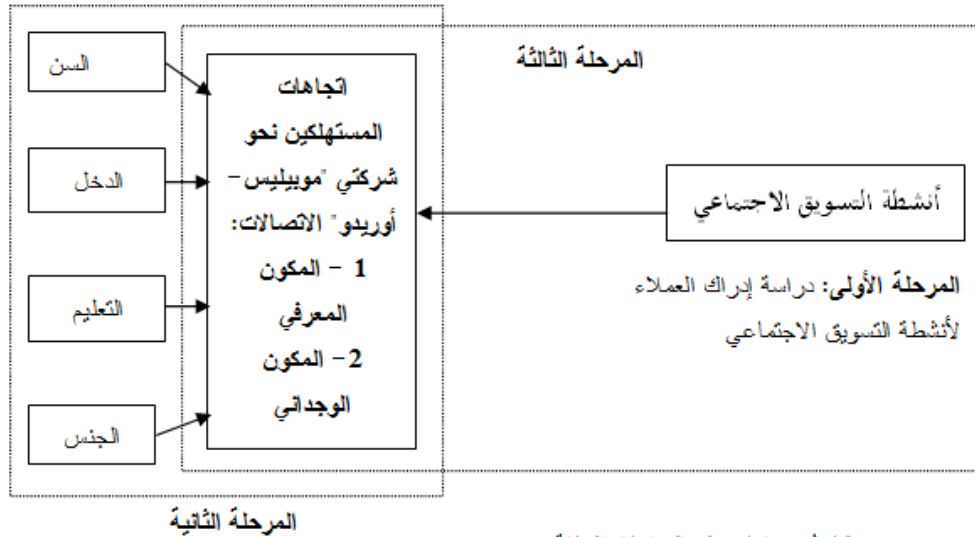 المرحلة الثالثة
أنشطة التسويق الاجتماعي
المرحلة الأولى: دراسة إدراك العملاء
لأنشطة التسويق الاجتماعي
اتجاهات
المستهلكين نحو
شركتي "موبيليس –
أوريدو" الاتصالات:
1 – المكون
المعرفي
2– المكون
الوجداني
السن
الدخل
التعليم
الجنس
المرحلة الثانية